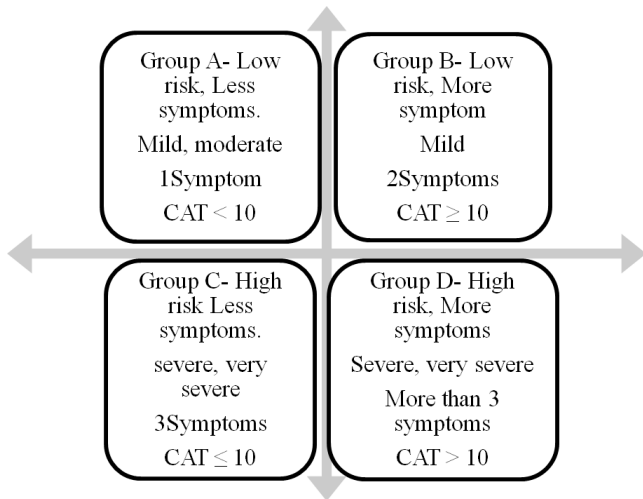 Group A- Low
risk, Less
symptoms.
Mild, moderate
1Symptom
CAT < 10
Group B- Low
risk, More
symptom
Mild
2Symptoms
CAT ≥ 10
Group C- High
risk Less
symptoms.
severe, very
severe
3Symptoms
CAT ≤ 10
Group D- High
risk, More
symptoms
Severe, very severe
More than 3
symptoms
CAT > 10